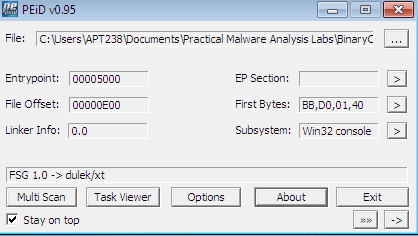 PEiD v0.95
File: C:\Users\APT238\Documents\Practical Malware Analysis Labs\BinaryC ...
Entrypoint: 00005000 EP Section: >
File Offset: 00000E00 First Bytes: BB,D0,01,40 >
Linker Info: 0.0 Subsystem: Win32 console >
FSG 1.0 -> dulek/xt
Multi Scan Task Viewer Options About Exit
Stay on top »» ->